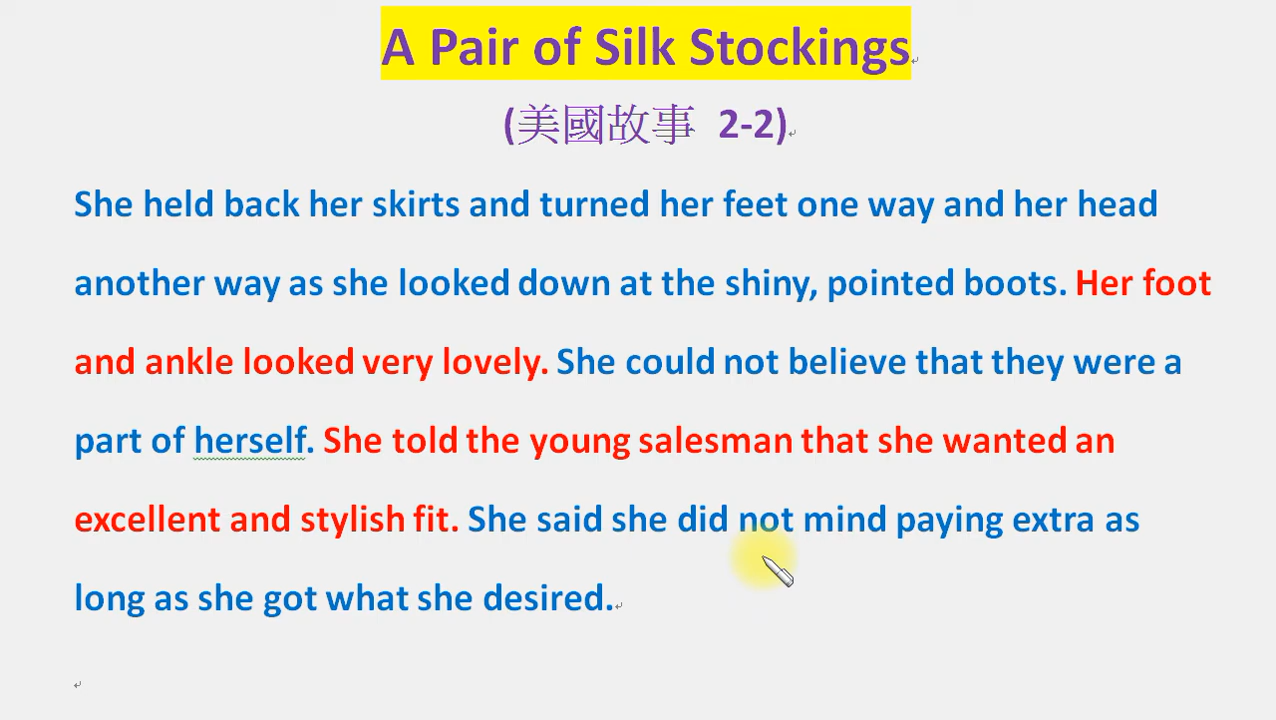 A Pair of Silk Stockings
(美國故事 2-2)
She held back her skirts and turned her feet one way and her head
another way as she looked down at the shiny, pointed boots. Her foot
and ankle looked very lovely. She could not believe that they were a
part of herself. She told the young salesman that she wanted an
excellent and stylish fit. She said she did not mind paying extra as
long as she got what she desired.